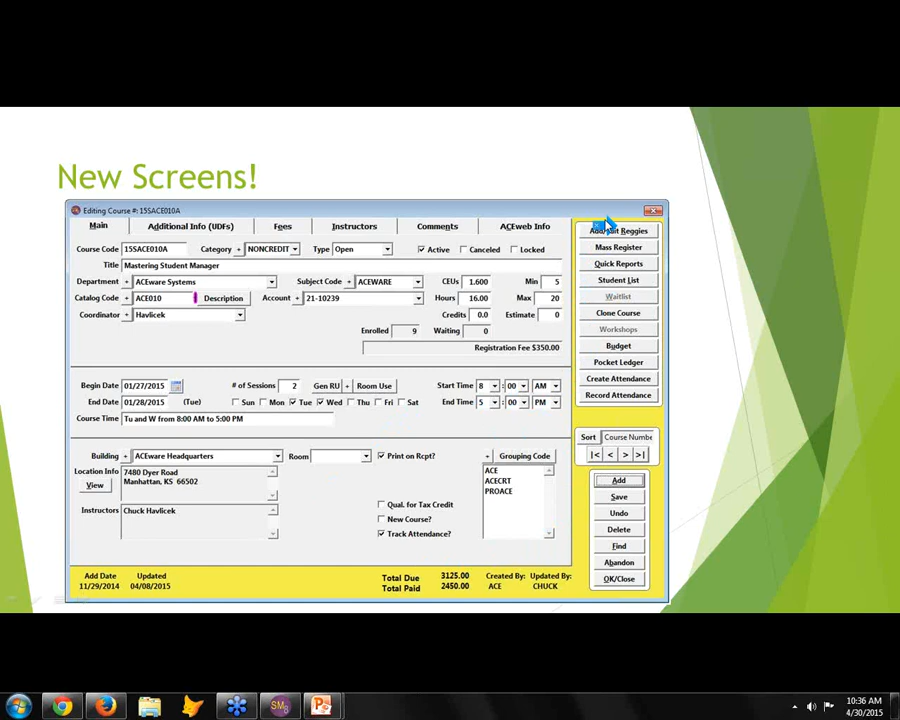 New Screens!
Editing Course #: 15SACE010A
Main Additional Info (UDFs) Fees Instructors Comments ACEweb Info
Course Code 15SACE010A Category + NONCREDIT Type Open Active Canceled Locked
Title Mastering Student Manager
Department + ACEware Systems Subject Code + ACEWARE CEUs 1.600 Min 5
Catalog Code + ACE010 Description Account + 21-10239 Hours 16.00 Max 20
Coordinator + Havlicek Credits 0.0 Estimate 0
Enrolled 9 Waiting 0
Registration Fee $350.00
Begin Date 01/27/2015 # of Sessions 2 Gen RU + Room Use Start Time 8 : 00 AM
End Date 01/28/2015 (Tue) Sun Mon Tue Wed Thu Fri Sat End Time 5 : 00 PM
Course Time Tu and W from 8:00 AM to 5:00 PM
Building + ACEware Headquarters Room Print on Rcpt? + Grouping Code
Location Info 7480 Dyer Road
Manhattan, KS 66502
View
ACE
ACECRT
PROACE
Instructors Chuck Havlicek
Qual. for Tax Credit
New Course?
Track Attendance?
Add Date Updated Total Due 3125.00 Created By: Updated By:
11/29/2014 04/08/2015 Total Paid 2450.00 ACE CHUCK
Reggies
Mass Register
Quick Reports
Student List
Waitlist
Clone Course
Workshops
Budget
Pocket Ledger
Create Attendance
Record Attendance
Sort Course Numbe
|< < > >|
Add
Save
Undo
Delete
Find
Abandon
OK/Close
SM
10:36 AM
4/30/2015